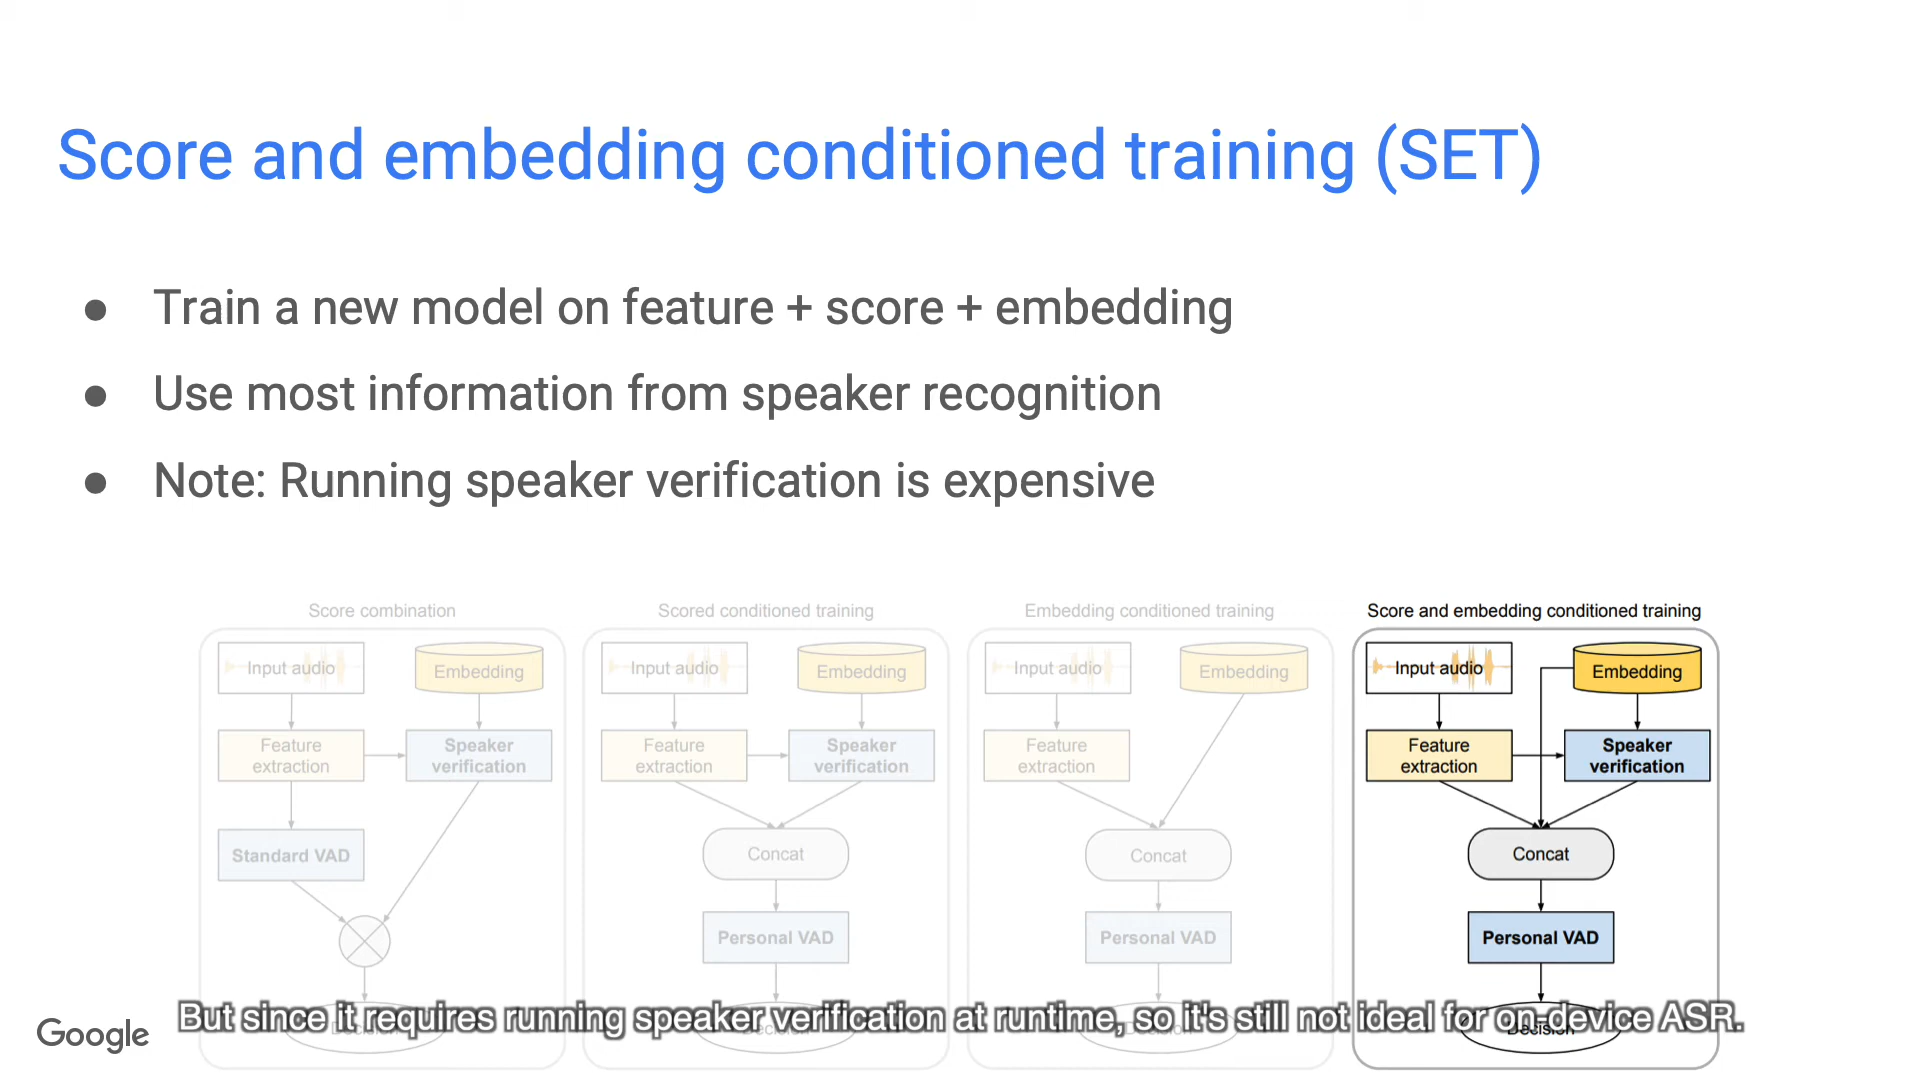 Score and embedding conditioned training (SET)
● Train a new model on feature + score + embedding
● Use most information from speaker recognition
● Note: Running speaker verification is expensive
Score combination
Input audio
Embedding
Feature
extraction
Speaker
verification
Standard VAD
Decision
Scored conditioned training
Input audio
Embedding
Feature
extraction
Speaker
verification
Concat
Personal VAD
Decision
Embedding conditioned training
Input audio
Embedding
Feature
extraction
Concat
Personal VAD
Decision
Score and embedding conditioned training
Input audio
Embedding
Feature
extraction
Speaker
verification
Concat
Personal VAD
Decision
But since it requires running speaker verification at runtime, so it's still not ideal for on-device ASR.
Google